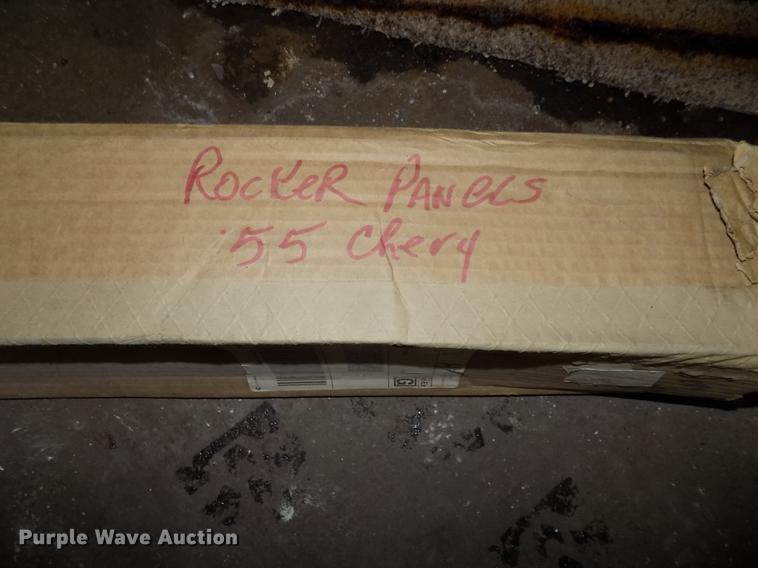 RocKeR PANeLS
'55 Chevy
Purple Wave Auction